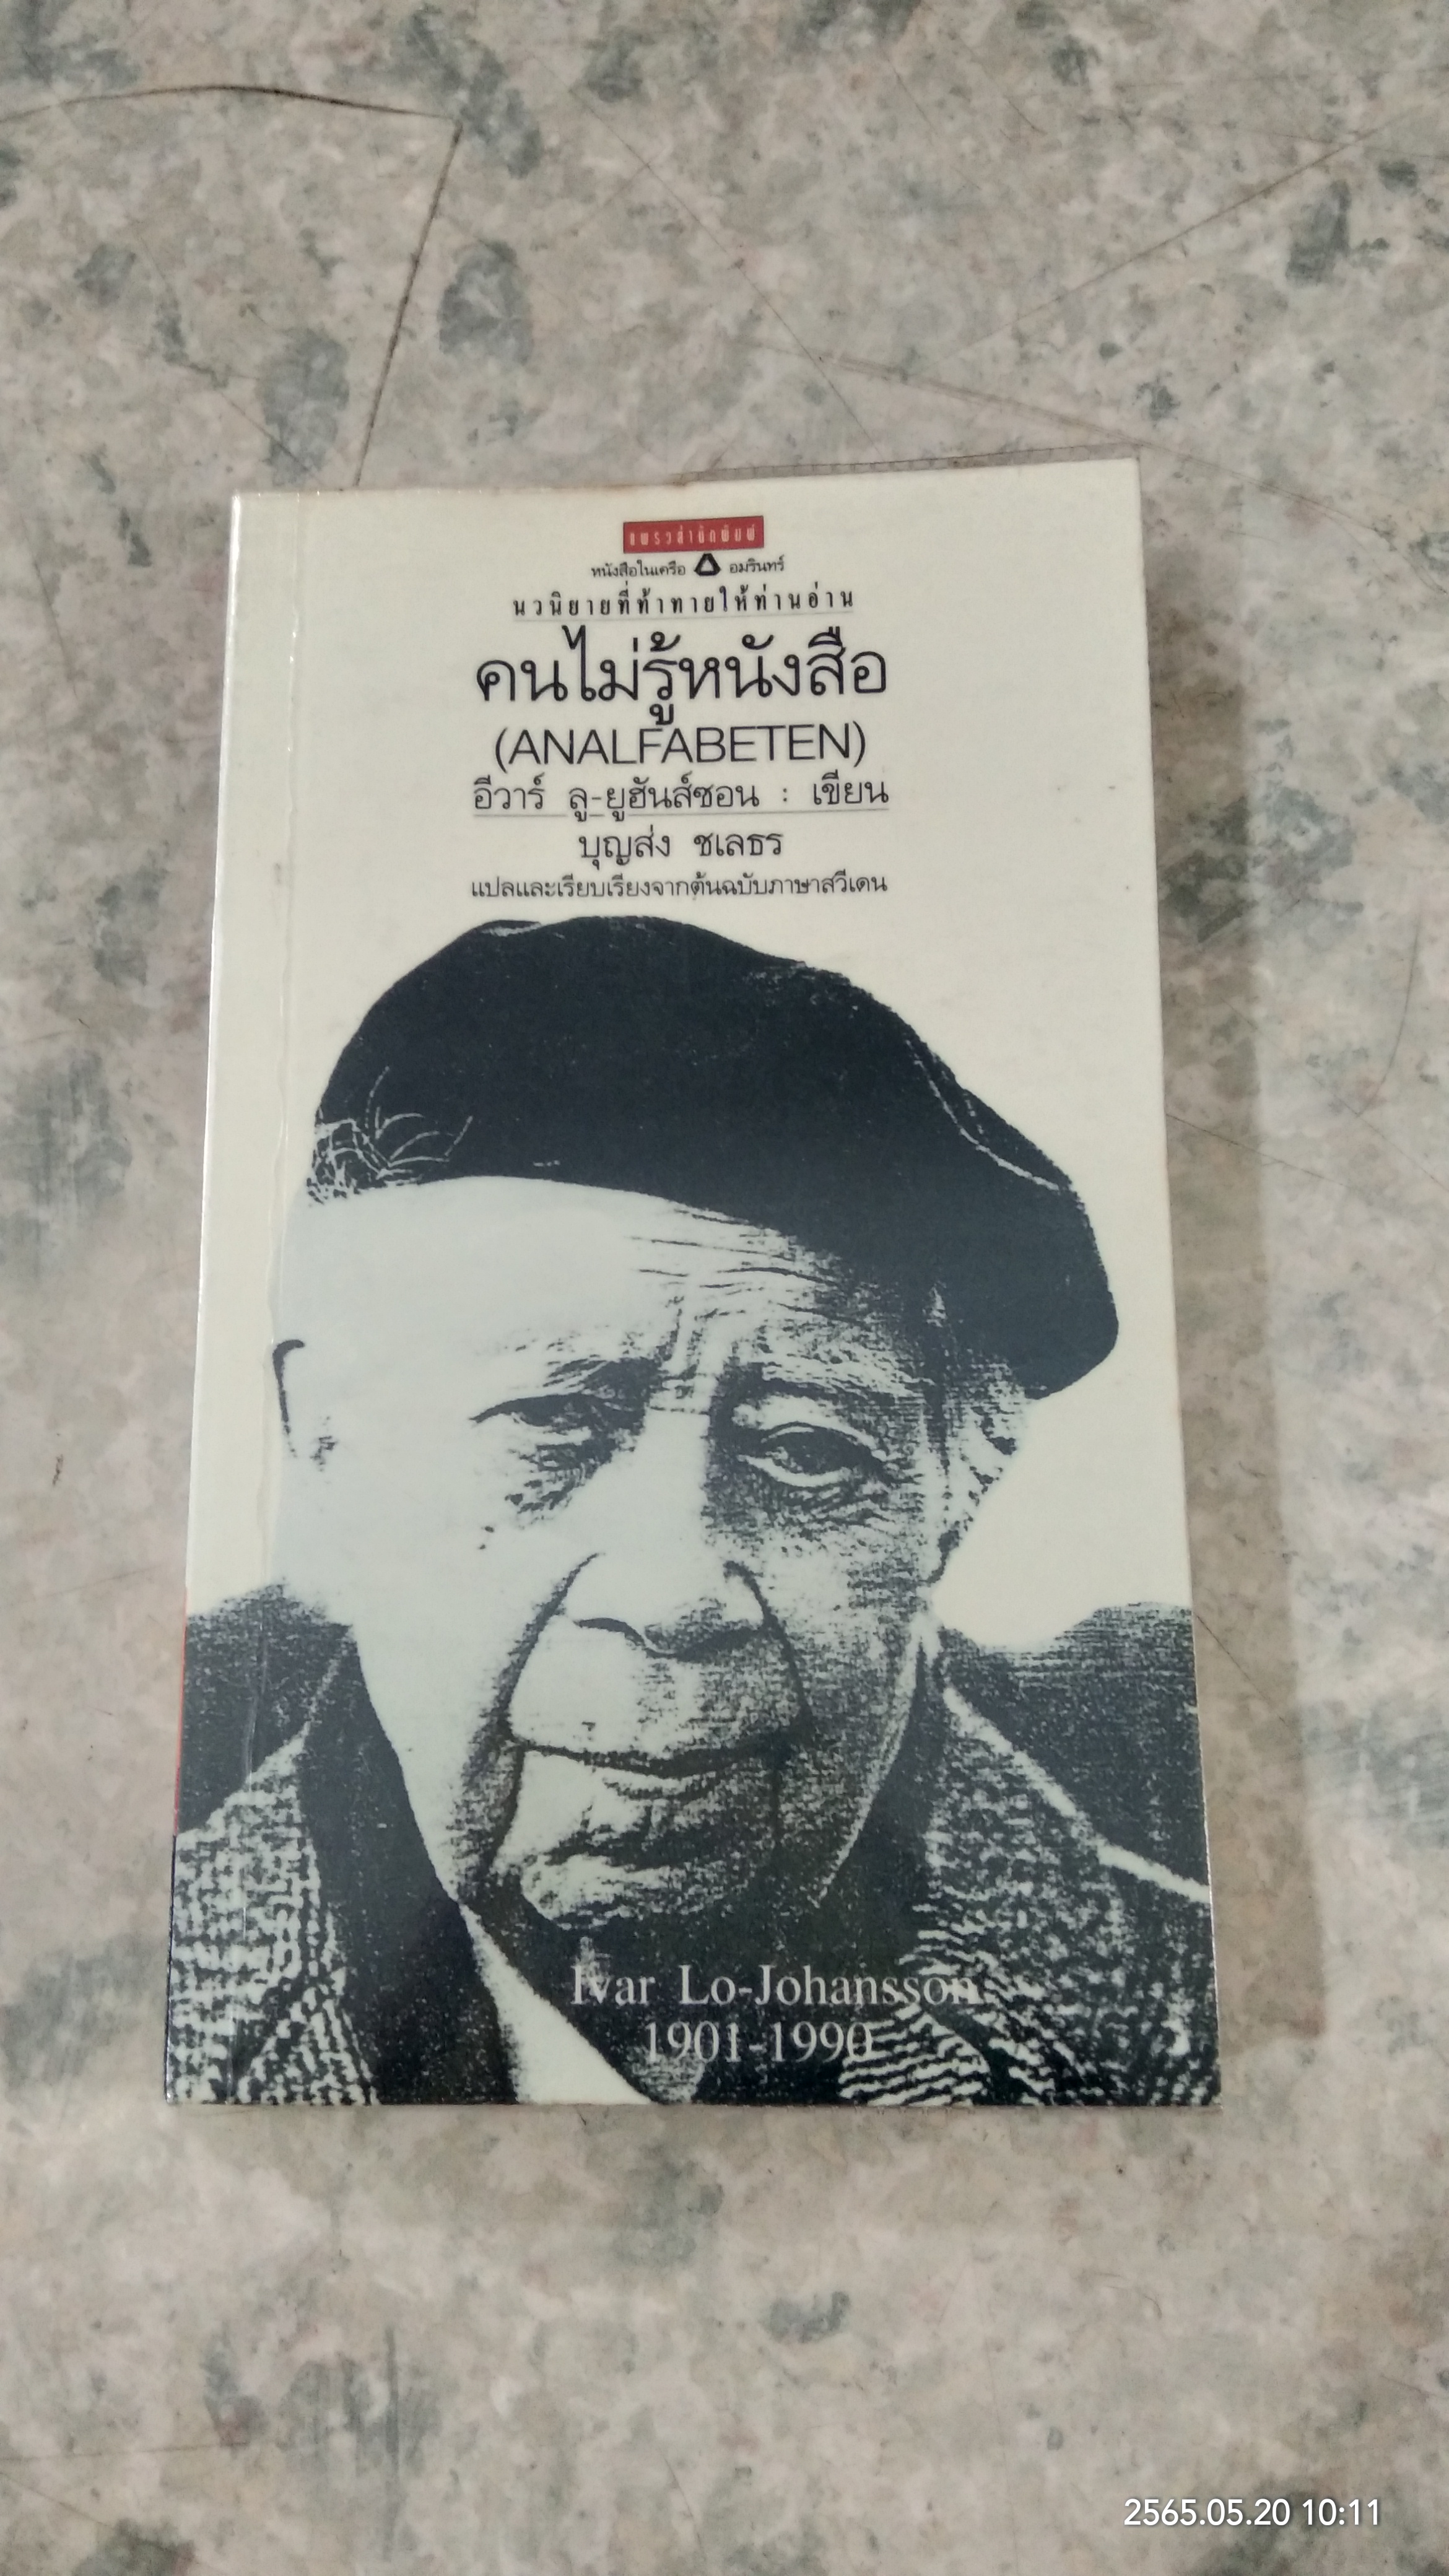 แพรวสำนักพิมพ์
หนังสือในเครือ อมรินทร์
นวนิยายที่ท้าทายให้ท่านอ่าน
คนไม่รู้หนังสือ
(ANALFABETEN)
อีวาร์ ลู-ยูฮันส์ซอน : เขียน
บุญส่ง ชเลธร
แปลและเรียบเรียงจากต้นฉบับภาษาสวีเดน
Ivar Lo-Johansson
1901-1990
2565.05.20 10:11